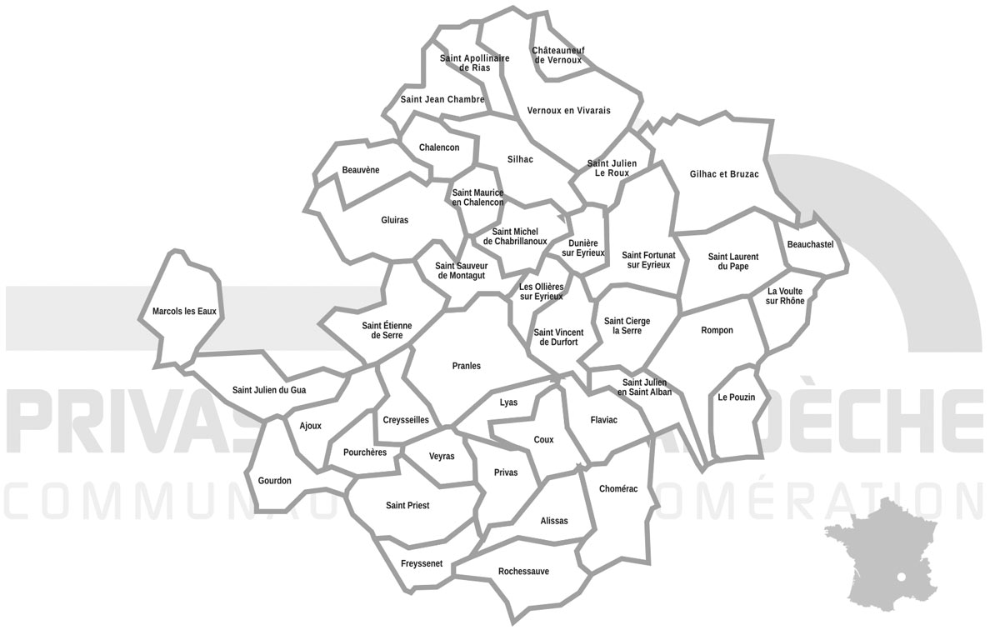 Châteauneuf
de Vernoux
Saint Apollinaire
de Rias
Saint Jean Chambre
Vernoux en Vivarais
Chalencon
Silhac
Saint Julien
Le Roux
Beauvène
Gilhac et Bruzac
Saint Maurice
en Chalencon
Gluiras
Saint Michel
de Chabrillanoux
Dunière
sur Eyrieux
Beauchastel
Saint Fortunat
sur Eyrieux
Saint Laurent
du Pape
Saint Sauveur
de Montagut
Les Ollières
sur Eyrieux
La Voulte
sur Rhône
Marcols les Eaux
Saint Étienne
de Serre
Saint Cierge
la Serre
Rompon
Saint Vincent
de Durfort
Pranles
Saint Julien du Gua
Saint Julien
en Saint Alban
Le Pouzin
Lyas
Creysseilles
Flaviac
Ajoux
Coux
Pourchères
Veyras
Privas
Gourdon
Chomérac
Saint Priest
Alissas
Freyssenet
Rochessauve
PRIVAS DÈCHE
COMMUNAU OMÉRATION